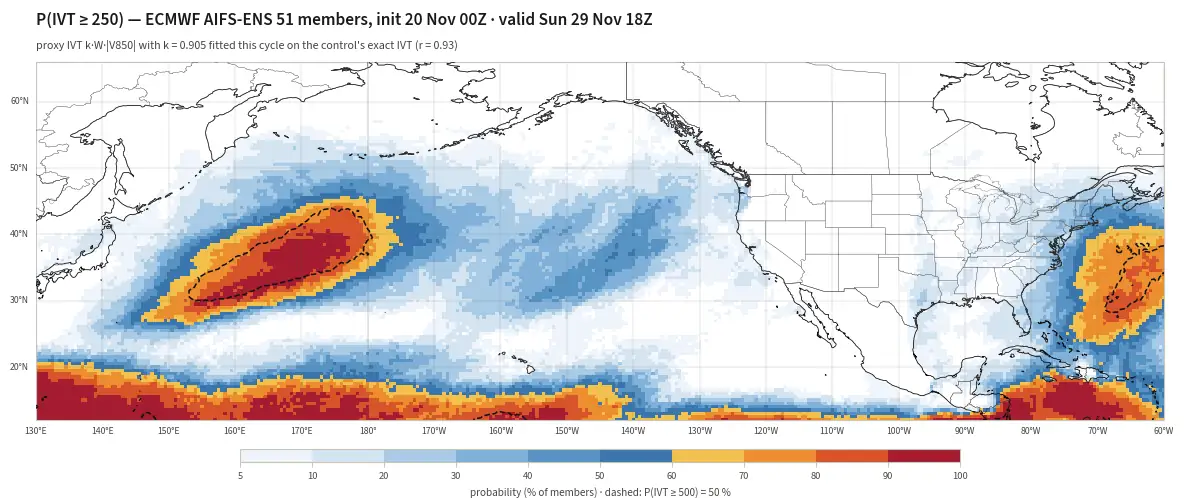 P(IVT ≥ 250) — ECMWF AIFS-ENS 51 members, init 20 Nov 00Z · valid Sun 29 Nov 18Z
proxy IVT k·W·|V850| with k = 0.905 fitted this cycle on the control's exact IVT (r = 0.93)
60°N
50°N
40°N
30°N
20°N
130°E 140°E 150°E 160°E 170°E 180° 170°W 160°W 150°W 140°W 130°W 120°W 110°W 100°W 90°W 80°W 70°W 60°W
5 10 20 30 40 50 60 70 80 90 100
probability (% of members) · dashed: P(IVT ≥ 500) = 50 %